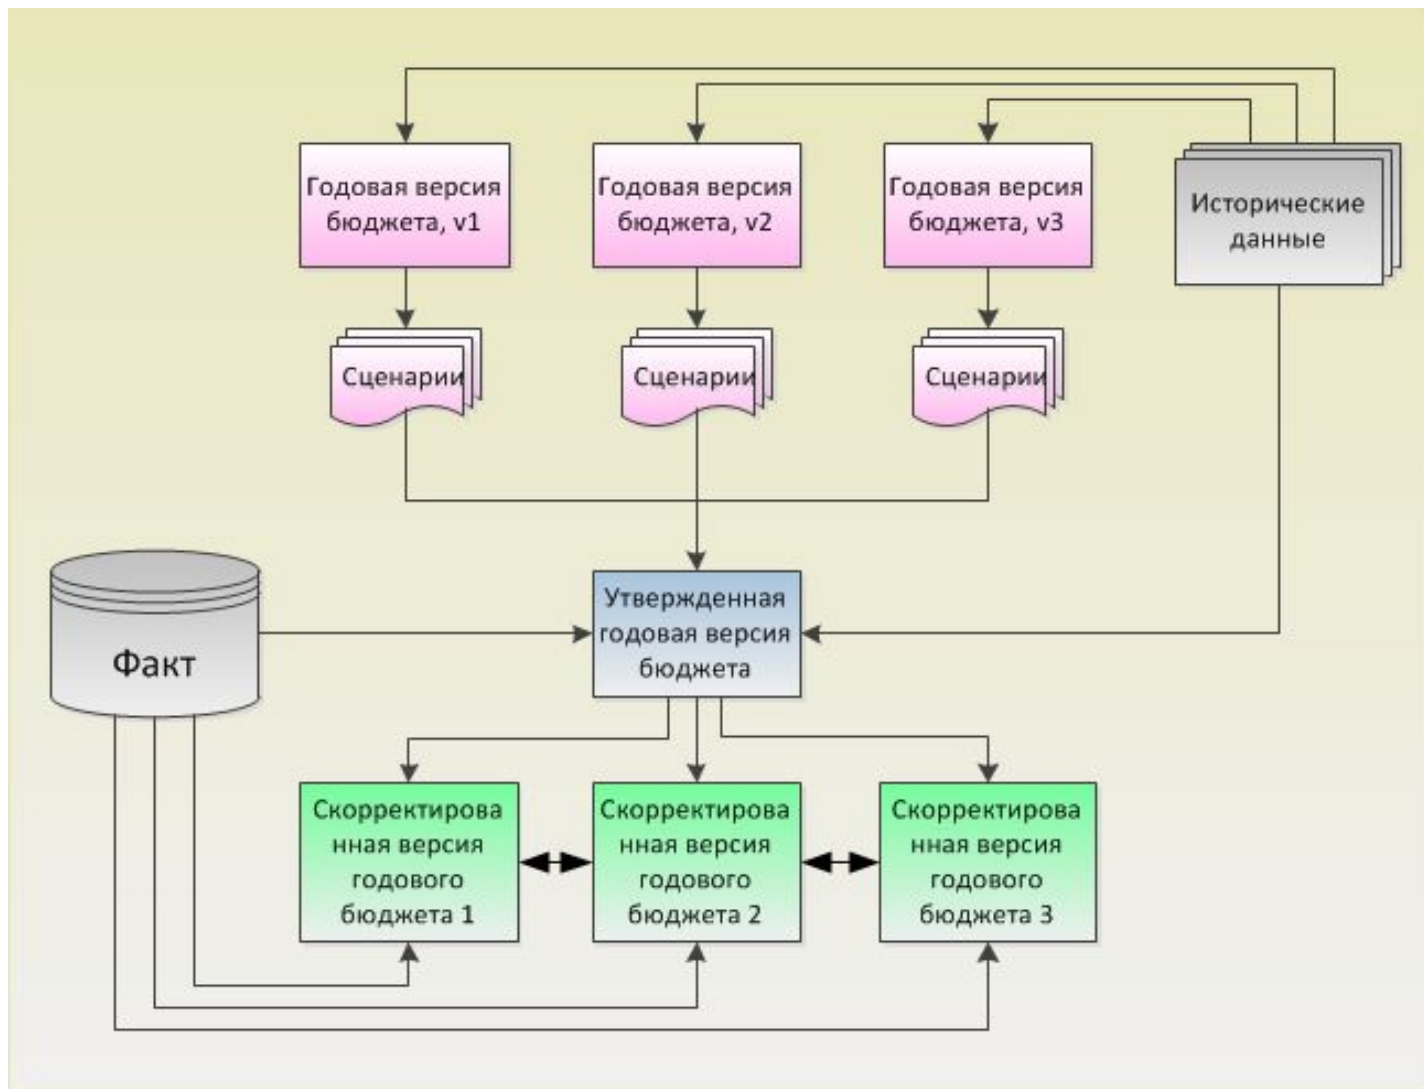 Годовая версия
бюджета, v1
Годовая версия
бюджета, v2
Годовая версия
бюджета, v3
Исторические
данные
Сценарии
Сценарии
Сценарии
Факт
Утвержденная
годовая версия
бюджета
Скорректирова
нная версия
годового
бюджета 1
Скорректирова
нная версия
годового
бюджета 2
Скорректирова
нная версия
годового
бюджета 3